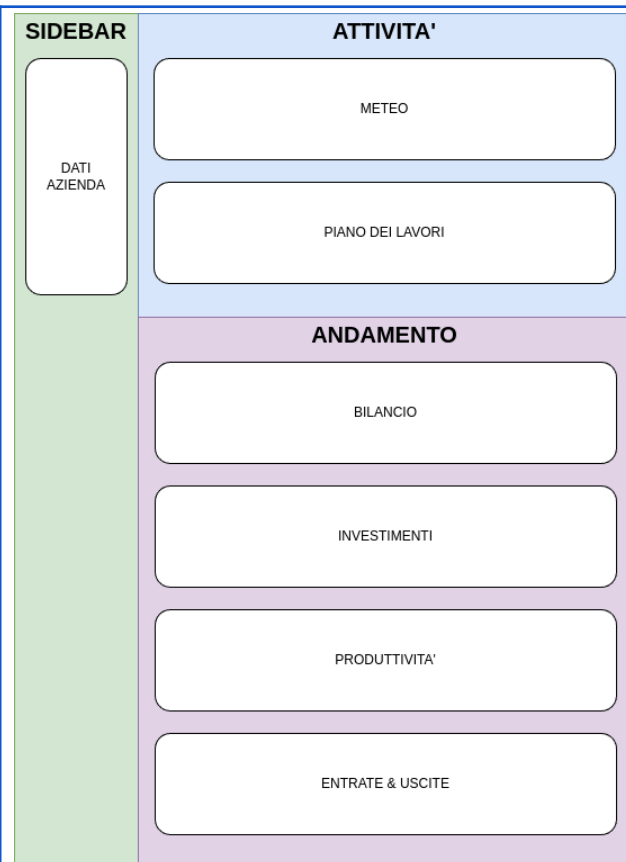 SIDEBAR
DATI
AZIENDA
ATTIVITA'
METEO
PIANO DEI LAVORI
ANDAMENTO
BILANCIO
INVESTIMENTI
PRODUTTIVITA'
ENTRATE & USCITE